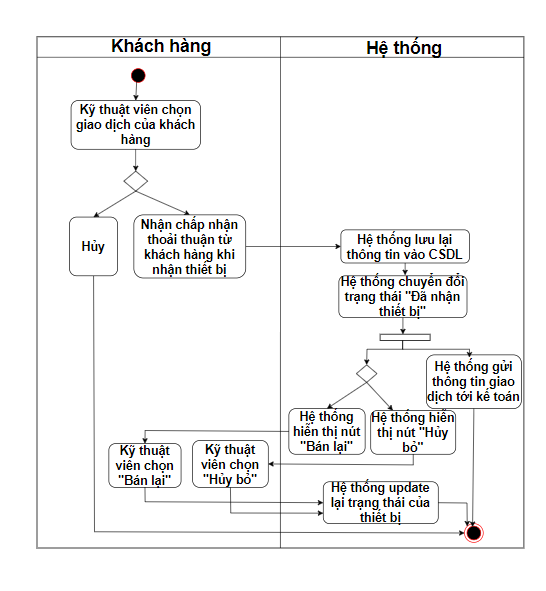 Khách hàng
Hệ thống
Kỹ thuật viên chọn
giao dịch của khách
hàng
Hủy
Nhận chấp nhận
thoải thuận từ
khách hàng khi
nhận thiết bị
Hệ thống lưu lại
thông tin vào CSDL
Hệ thống chuyển đổi
trạng thái "Đã nhận
thiết bị"
Hệ thống gửi
thông tin giao
dịch tới kế toán
Hệ thống
hiển thị nút
"Bán lại"
Hệ thống hiển
thị nút "Hủy
bỏ"
Kỹ thuật
viên chọn
"Bán lại"
Kỹ thuật
viên chọn
"Hủy bỏ"
Hệ thống update
lại trạng thái của
thiết bị